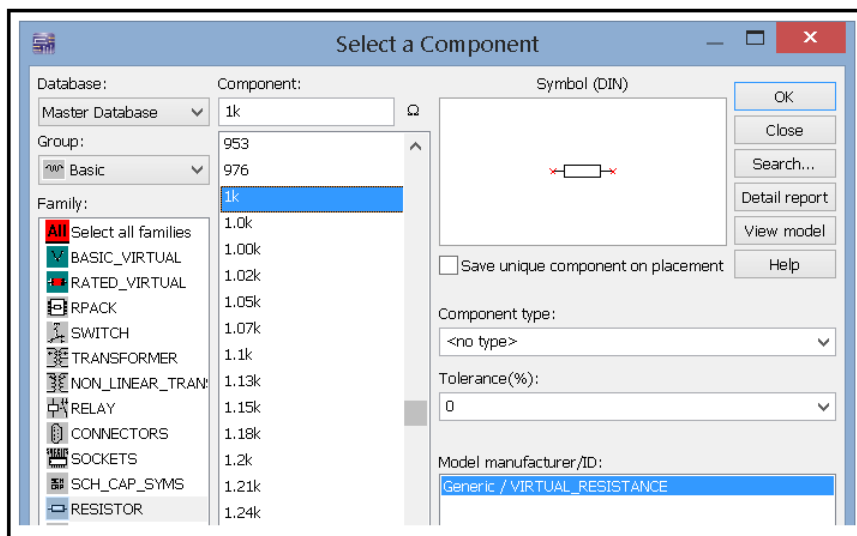 Select a Component
Database:
Master Database
Group:
Basic
Family:
All Select all families
BASIC_VIRTUAL
RATED_VIRTUAL
RPACK
SWITCH
TRANSFORMER
NON_LINEAR_TRAN
RELAY
CONNECTORS
SOCKETS
SCH_CAP_SYMS
RESISTOR
Component:
1k Ω
953
976
1k
1.0k
1.00k
1.02k
1.05k
1.07k
1.1k
1.13k
1.15k
1.18k
1.2k
1.21k
1.24k
Symbol (DIN)
Save unique component on placement
Component type:
<no type>
Tolerance(%):
0
Model manufacturer/ID:
Generic / VIRTUAL_RESISTANCE
OK
Close
Search...
Detail report
View model
Help